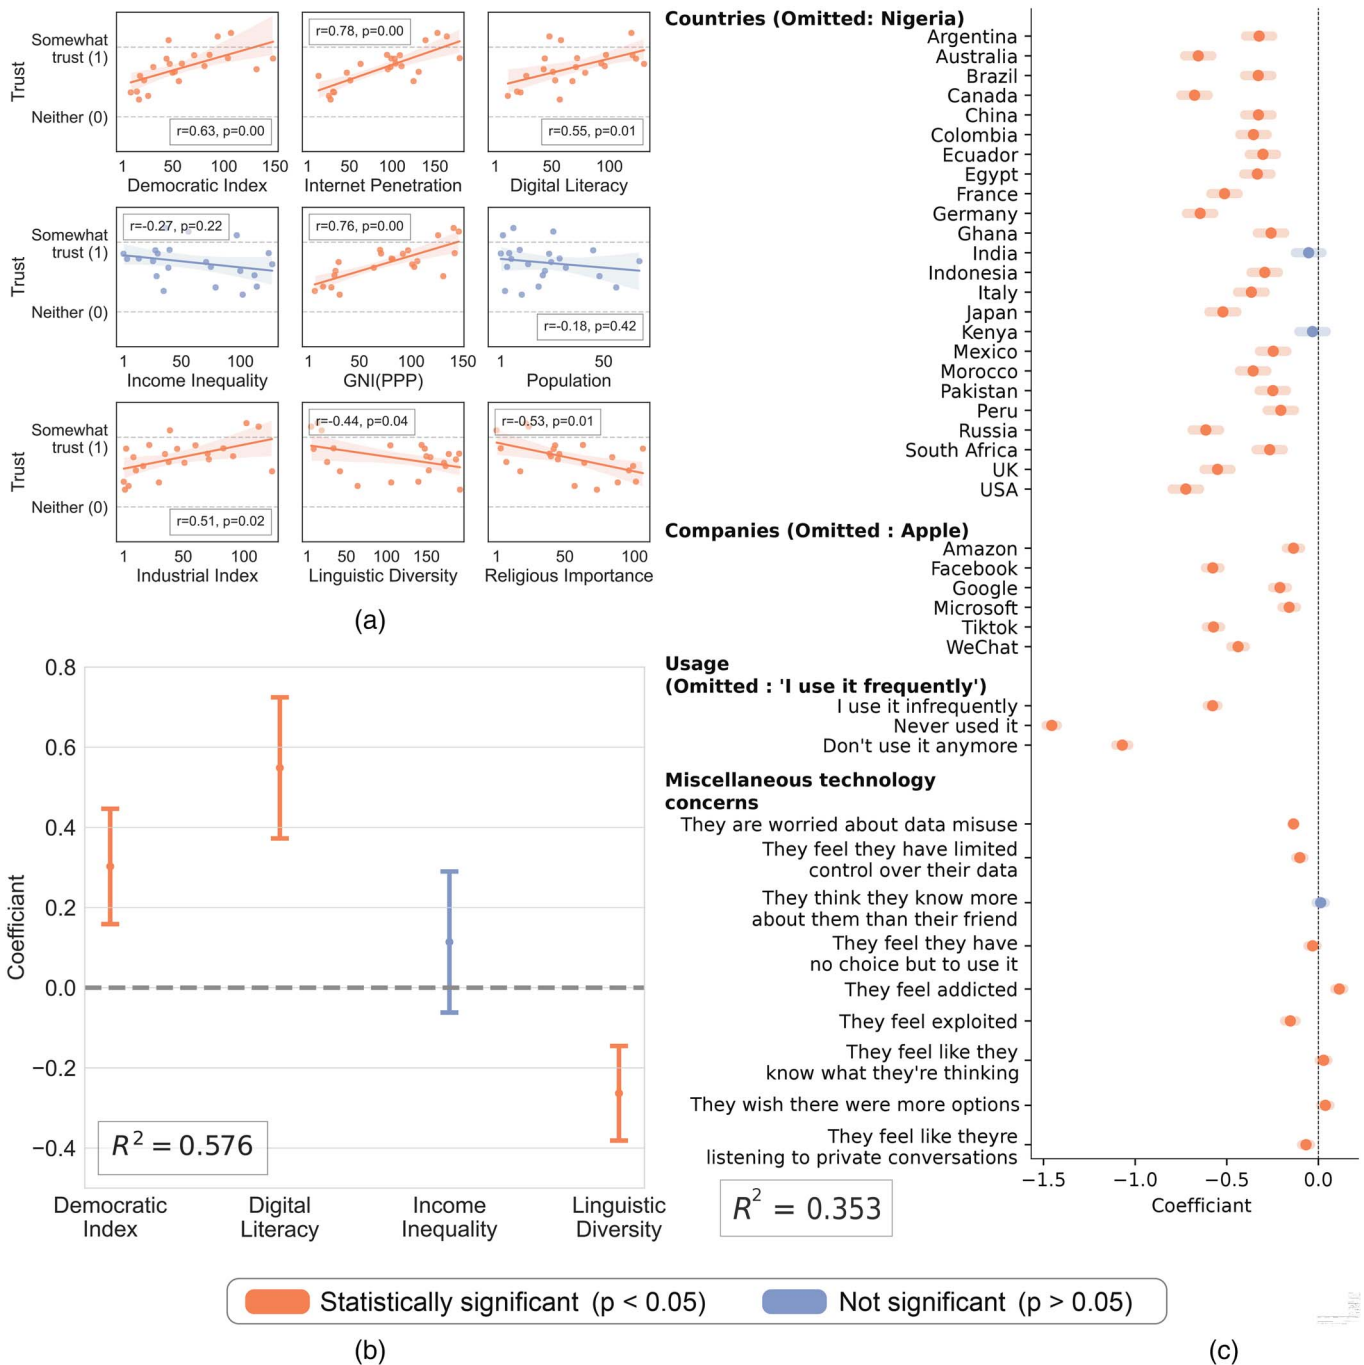 Somewhat
trust (1)
Trust
Neither (0)
r=0.63, p=0.00
1 50 100 150
Democratic Index
r=0.78, p=0.00
1 50 100 150
Internet Penetration
r=0.55, p=0.01
1 50 100
Digital Literacy
Somewhat
trust (1)
Trust
Neither (0)
r=-0.27, p=0.22
1 50 100
Income Inequality
r=0.76, p=0.00
1 50 100 150
GNI(PPP)
r=-0.18, p=0.42
1 50
Population
Somewhat
trust (1)
Trust
Neither (0)
r=0.51, p=0.02
1 50 100
Industrial Index
r=-0.44, p=0.04
1 50 100 150
Linguistic Diversity
r=-0.53, p=0.01
1 50 100
Religious Importance
(a)
Coefficiant
0.8
0.6
0.4
0.2
0.0
−0.2
−0.4
R² = 0.576
Democratic
Index
Digital
Literacy
Income
Inequality
Linguistic
Diversity
Countries (Omitted: Nigeria)
Argentina
Australia
Brazil
Canada
China
Colombia
Ecuador
Egypt
France
Germany
Ghana
India
Indonesia
Italy
Japan
Kenya
Mexico
Morocco
Pakistan
Peru
Russia
South Africa
UK
USA
Companies (Omitted : Apple)
Amazon
Facebook
Google
Microsoft
Tiktok
WeChat
Usage
(Omitted : 'I use it frequently')
I use it infrequently
Never used it
Don't use it anymore
Miscellaneous technology
concerns
They are worried about data misuse
They feel they have limited
control over their data
They think they know more
about them than their friend
They feel they have
no choice but to use it
They feel addicted
They feel exploited
They feel like they
know what they're thinking
They wish there were more options
They feel like theyre
listening to private conversations
−1.5 −1.0 −0.5 0.0
Coefficiant
R² = 0.353
Statistically significant (p < 0.05)
Not significant (p > 0.05)
(b)
(c)